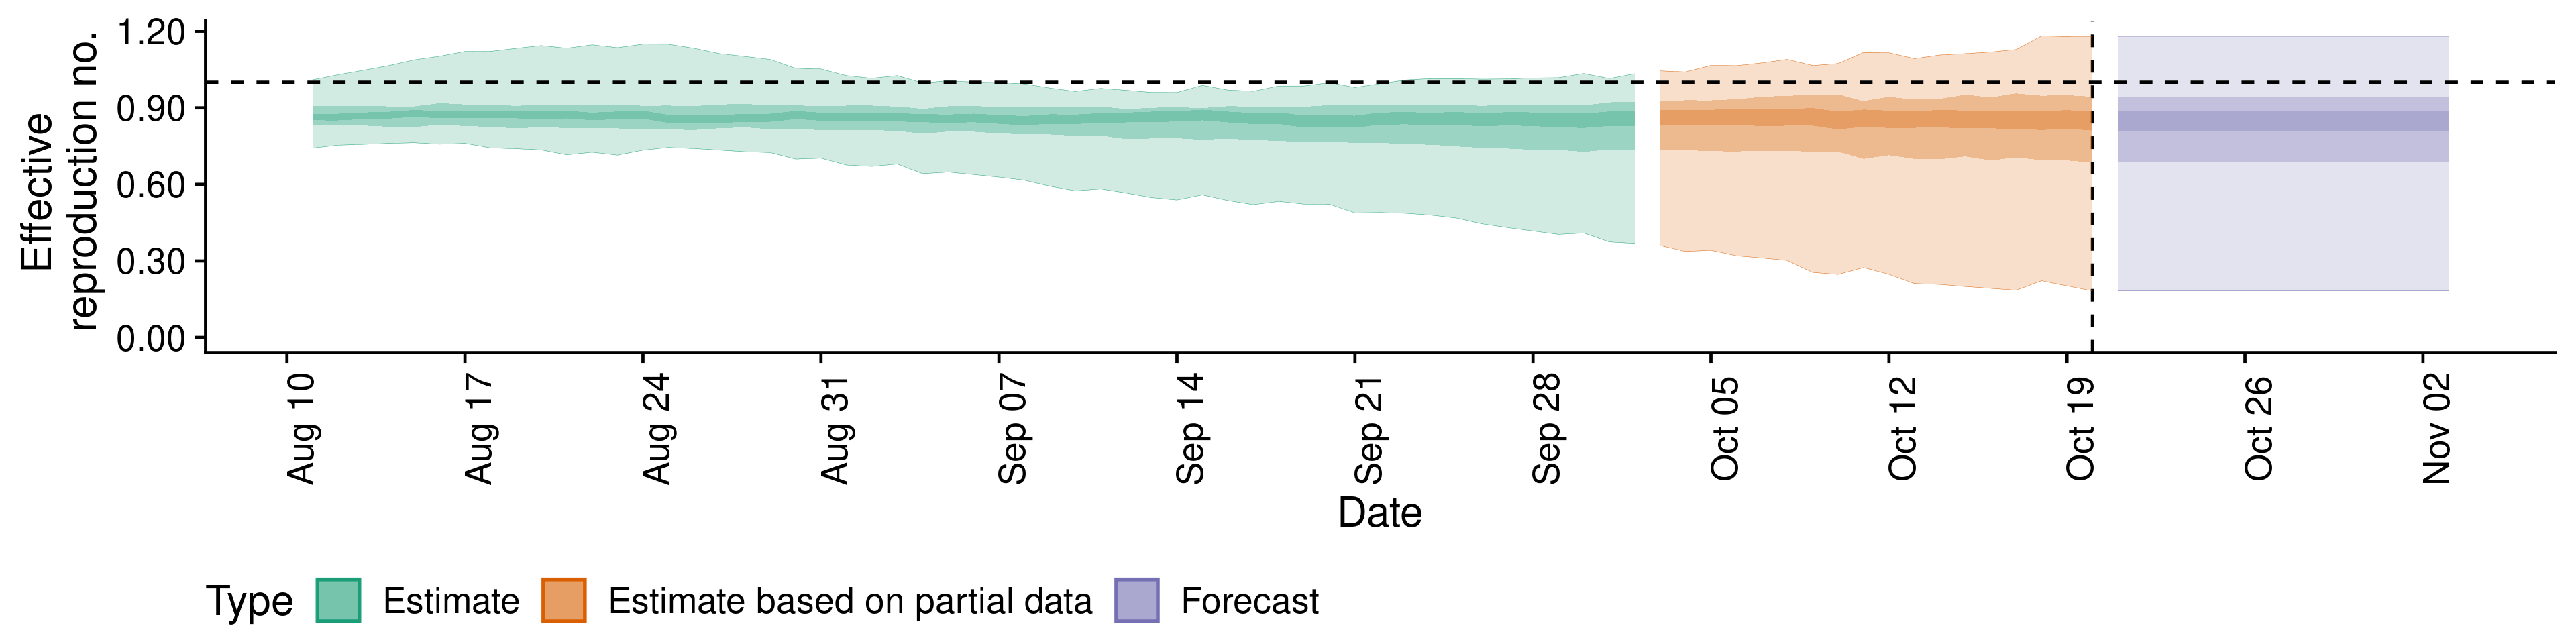 Effective
reproduction no.
1.20
0.90
0.60
0.30
0.00
Aug 10
Aug 17
Aug 24
Aug 31
Sep 07
Sep 14
Sep 21
Sep 28
Oct 05
Oct 12
Oct 19
Oct 26
Nov 02
Date
Type Estimate Estimate based on partial data Forecast